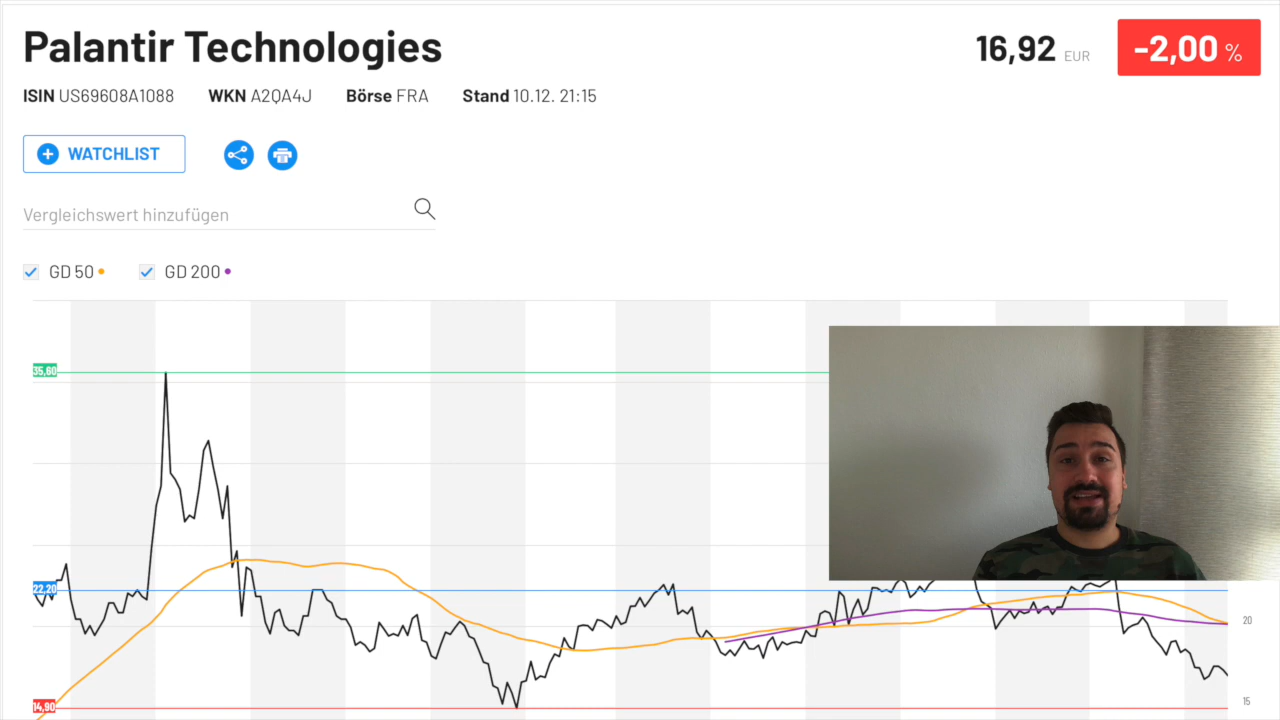 Palantir Technologies
16,92 EUR
-2,00 %
ISIN US69608A1088 WKN A2QA4J Börse FRA Stand 10.12. 21:15
WATCHLIST
Vergleichswert hinzufügen
GD 50 GD 200
35,80
22,20
20
14,90
15